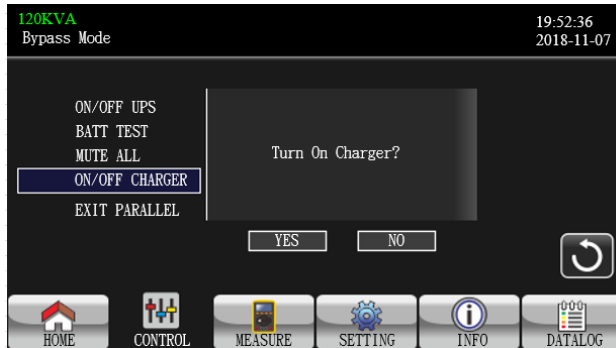 120KVA
Bypass Mode
19:52:36
2018-11-07
ON/OFF UPS
BATT TEST
MUTE ALL
ON/OFF CHARGER
EXIT PARALLEL
Turn On Charger?
YES NO
HOME CONTROL MEASURE SETTING INFO DATALOG